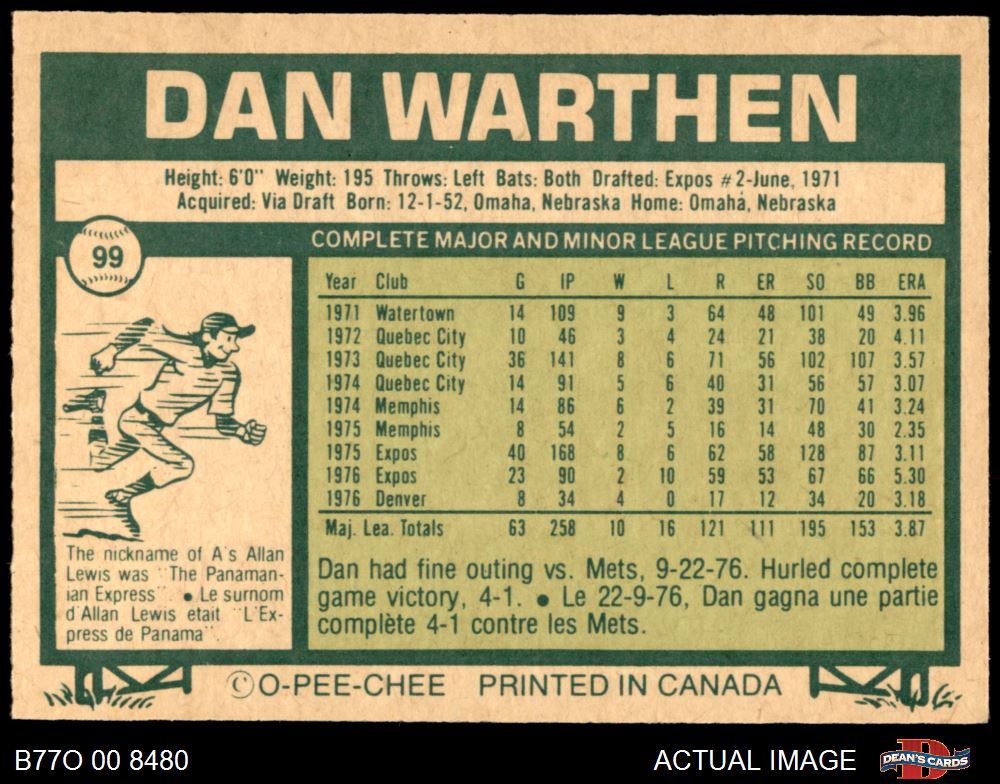 DAN WARTHEN
Height: 6'0" Weight: 195 Throws: Left Bats: Both Drafted: Expos #2-June, 1971
Acquired: Via Draft Born: 12-1-52, Omaha, Nebraska Home: Omaha, Nebraska
99
COMPLETE MAJOR AND MINOR LEAGUE PITCHING RECORD
Year Club G IP W L R ER SO BB ERA
1971 Watertown 14 109 9 3 64 48 101 49 3.96
1972 Quebec City 10 46 3 4 24 21 38 20 4.11
1973 Quebec City 36 141 8 6 71 56 102 107 3.57
1974 Quebec City 14 91 5 6 40 31 56 57 3.07
1974 Memphis 14 86 6 2 39 31 70 41 3.24
1975 Memphis 8 54 2 5 16 14 48 30 2.35
1975 Expos 40 168 8 6 62 58 128 87 3.11
1976 Expos 23 90 2 10 59 53 67 66 5.30
1976 Denver 8 34 4 0 17 12 34 20 3.18
Maj. Lea. Totals 63 258 10 16 121 111 195 153 3.87
The nickname of A's Allan
Lewis was "The Panaman-
ian Express". ● Le surnom
d'Allan Lewis etait "L'Ex-
press de Panama".
Dan had fine outing vs. Mets, 9-22-76. Hurled complete
game victory, 4-1. ● Le 22-9-76, Dan gagna une partie
complète 4-1 contre les Mets.
©O-PEE-CHEE PRINTED IN CANADA
B77O 00 8480
ACTUAL IMAGE
DEAN'S CARDS